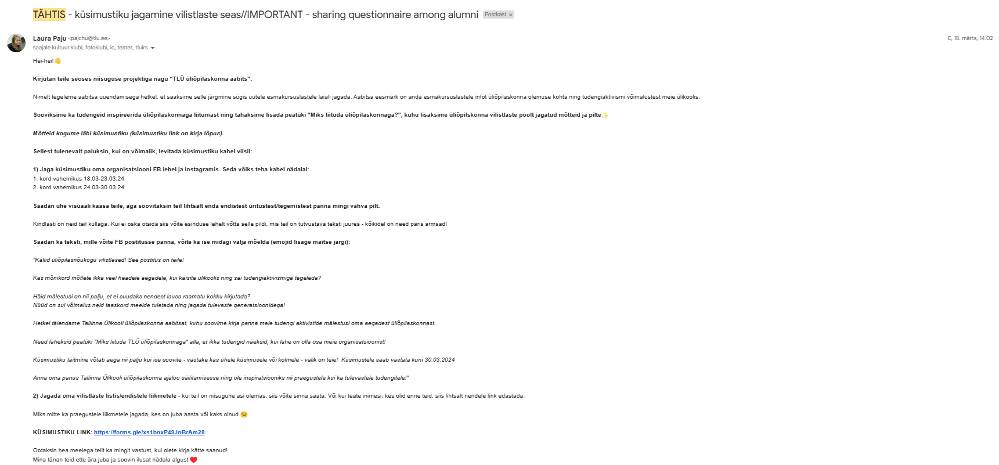 TÄHTIS - küsimustiku jagamine vilistlaste seas//IMPORTANT - sharing questionnaire among alumni Postkast ×
Laura Paju <pajchu@tlu.ee>
E, 18. märts, 14:02
saajale kultuur.klubi, fotoklubi, ic, teater, tluirs
Hei-hei!👋
Kirjutan teile seoses niisuguse projektiga nagu "TLÜ üliõpilaskonna aabits".
Nimelt tegeleme aabitsa uuendamisega hetkel, et saaksime selle järgmine sügis uutele esmakursuslastele laiali jagada. Aabitsa eesmärk on anda esmakursuslastele infot üliõpilaskonna olemuse kohta ning tudengiaktivismi võimalustest meie ülikoolis.
Sooviksime ka tudengeid inspireerida üliõpilaskonnaga liitumast ning tahaksime lisada peatüki "Miks liituda üliõpilaskonnaga?", kuhu lisaksime üliõpilskonna vilistlaste poolt jagatud mõtteid ja pilte✨
Mõtteid kogume läbi küsimustiku (küsimustiku link on kirja lõpus).
Sellest tulenevalt paluksin, kui on võimalik, levitada küsimustiku kahel viisil:
1) Jaga küsimustiku oma organisatsiooni FB lehel ja Instagramis. Seda võiks teha kahel nädalal:
1. kord vahemikus 18.03-23.03.24
2. kord vahemikus 24.03-30.03.24
Saadan ühe visuaali kaasa teile, aga soovitaksin teil lihtsalt enda endistest üritustest/tegemistest panna mingi vahva pilt.
Kindlasti on neid teil küllaga. Kui ei oska otsida siis võite esinduse lehelt võtta selle pildi, mis teil on tutvustava teksti juures - kõikidel on need päris armsad!
Saadan ka teksti, mille võite FB postitusse panna, võite ka ise midagi välja mõelda (emojid lisage maitse järgi):
"Kallid üliõpilasnõukogu vilistlased! See postitus on teile!
Kas mõnikord mõtlete ikka veel headele aegadele, kui käisite ülikoolis ning sai tudengiaktivismiga tegeleda?
Häid mälestusi on nii palju, et ei suudaks nendest lausa raamatu kokku kirjutada?
Nüüd on sul võimalus neid taaskord meelde tuletada ning jagada tulevaste generatsioonidega!
Hetkel täiendame Tallinna Ülikooli üliõpilaskonna aabitsat, kuhu soovime kirja panna meie tudengi aktivistide mälestusi oma aegadest üliõpilaskonnast.
Need läheksid peatüki "Miks liituda TLÜ üliõpilaskonnaga" alla, et ikka tudengid näeksid, kui lahe on olla osa meie organisatsioonist!
Küsimustiku täitmine võtab aega nii palju kui ise soovite - vastake kas ühele küsimusele või kolmele - valik on teie!  Küsimustele saab vastata kuni 30.03.2024
Anna oma panus Tallinna Ülikooli üliõpilaskonna ajaloo säilitamisesse ning ole inspiratsiooniks nii praegustele kui ka tulevastele tudengitele!"
2) Jagada oma vilistlaste listis/endistele liikmetele - kui teil on niisugune asi olemas, siis võite sinna saata. Või kui teate inimesi, kes olid enne teid, siis lihtsalt nendele link edastada.
Miks mitte ka praegustele liikmetele jagada, kes on juba aasta või kaks olnud 😉
KÜSIMUSTIKU LINK: https://forms.gle/xs1bnxP49JnBrAm28
Ootaksin hea meelega teilt ka mingit vastust, kui olete kirja kätte saanud!
Mina tänan teid ette ära juba ja soovin ilusat nädala algust ❤️